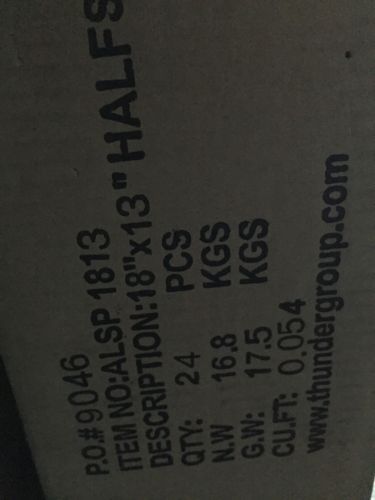 P.O.#9046
ITEM NO:ALSP 1813
DESCRIPTION:18"x13"HALFS
QTY: 24 PCS
N.W 16.8 KGS
G.W: 17.5 KGS
CU.FT: 0.054
www.thundergroup.com